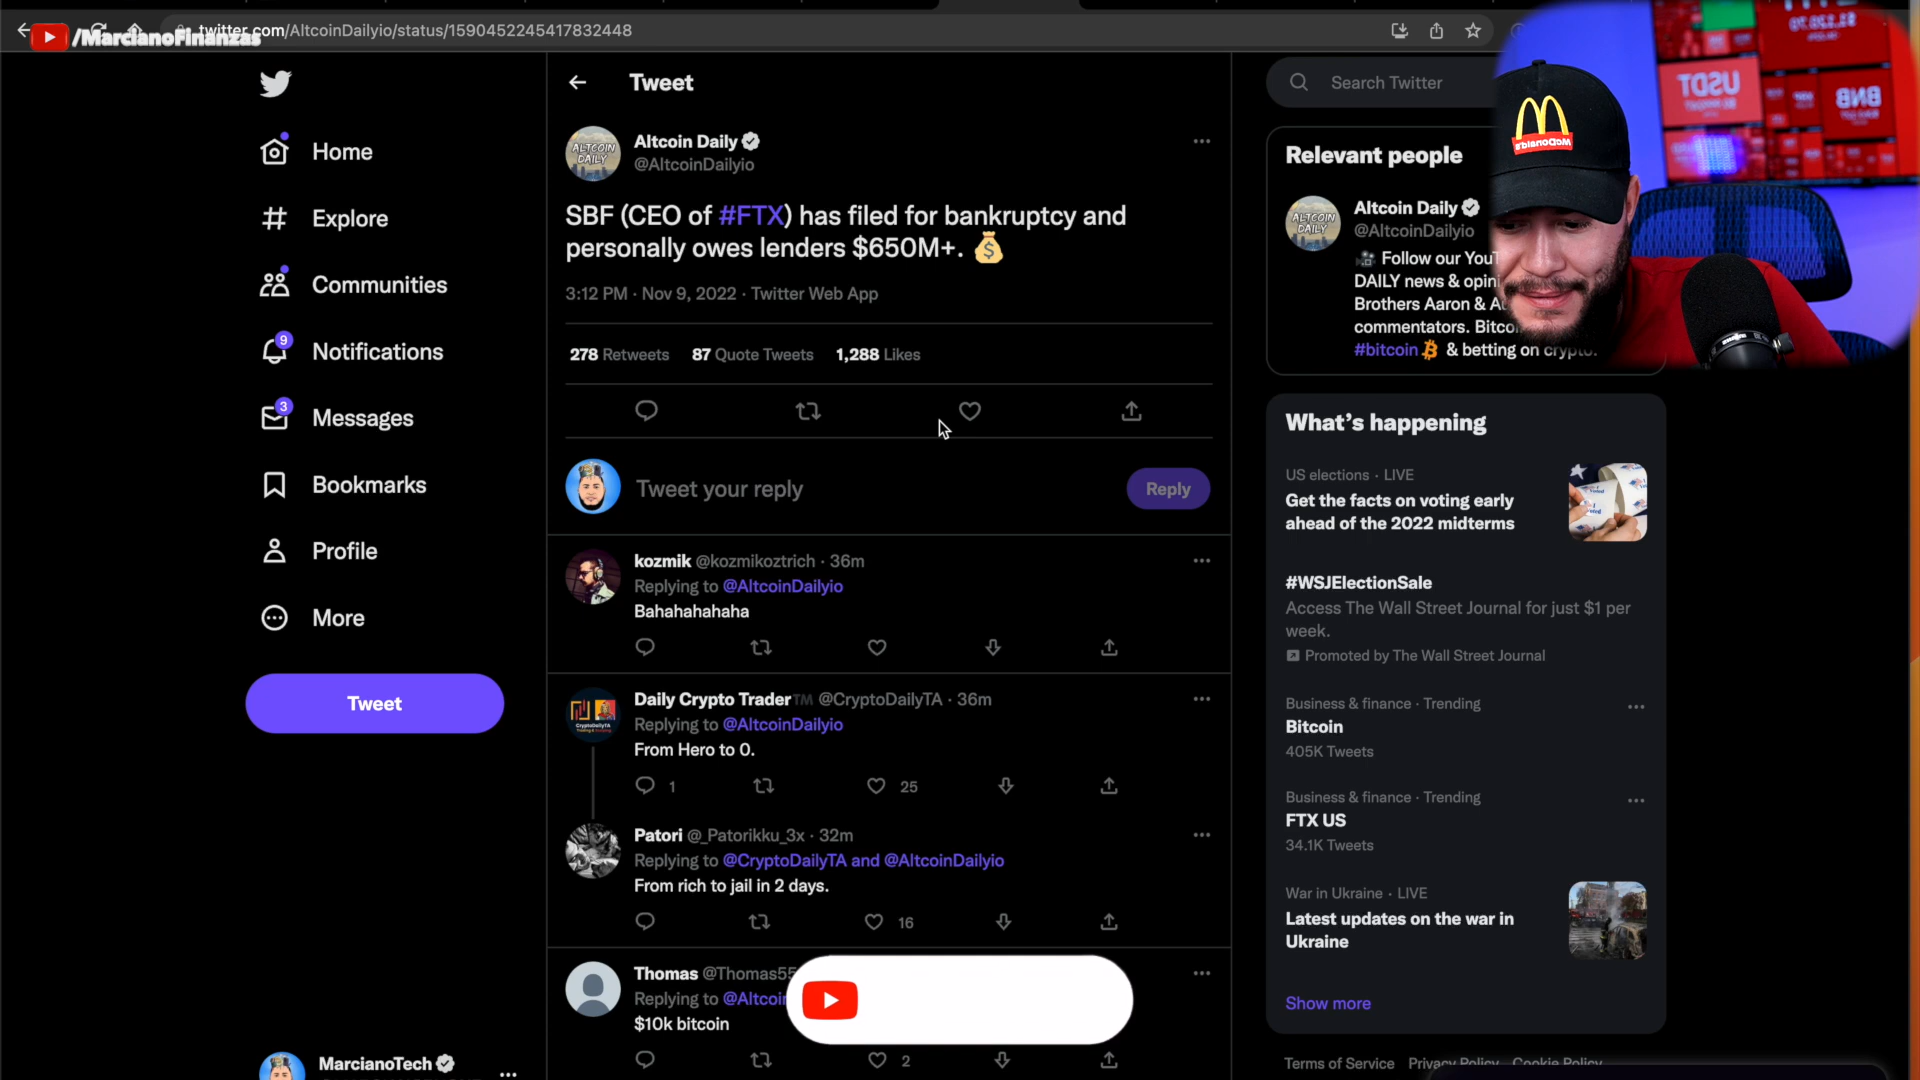 twitter.com/AltcoinDailyio/status/1590452245417832448
/MarcianoFinanzas
Home
Explore
Communities
9
Notifications
3
Messages
Bookmarks
Profile
More
Tweet
MarcianoTech
Tweet
ALTCOIN
DAILY
Altcoin Daily
@AltcoinDailyio
SBF (CEO of #FTX) has filed for bankruptcy and
personally owes lenders $650M+.
3:12 PM · Nov 9, 2022 · Twitter Web App
278 Retweets 87 Quote Tweets 1,288 Likes
Tweet your reply
Reply
kozmik @kozmikoztrich · 36m
Replying to @AltcoinDailyio
Bahahahahaha
Daily Crypto Trader™ @CryptoDailyTA · 36m
Replying to @AltcoinDailyio
From Hero to 0.
1
25
Patori @_Patorikku_3x · 32m
Replying to @CryptoDailyTA and @AltcoinDailyio
From rich to jail in 2 days.
16
Thomas @Thomas55
Replying to @Altcoi
$10k bitcoin
2
Search Twitter
Relevant people
ALTCOIN
DAILY
Altcoin Daily
@AltcoinDailyio
Follow our You
DAILY news & opin
Brothers Aaron & A
commentators. Bitco
#bitcoin & betting on crypto.
What's happening
US elections · LIVE
Get the facts on voting early
ahead of the 2022 midterms
#WSJElectionSale
Access The Wall Street Journal for just $1 per
week.
Promoted by The Wall Street Journal
Business & finance · Trending
Bitcoin
405K Tweets
Business & finance · Trending
FTX US
34.1K Tweets
War in Ukraine · LIVE
Latest updates on the war in
Ukraine
Show more
Terms of Service Privacy Policy Cookie Policy
USDT
BNB
McDonald's